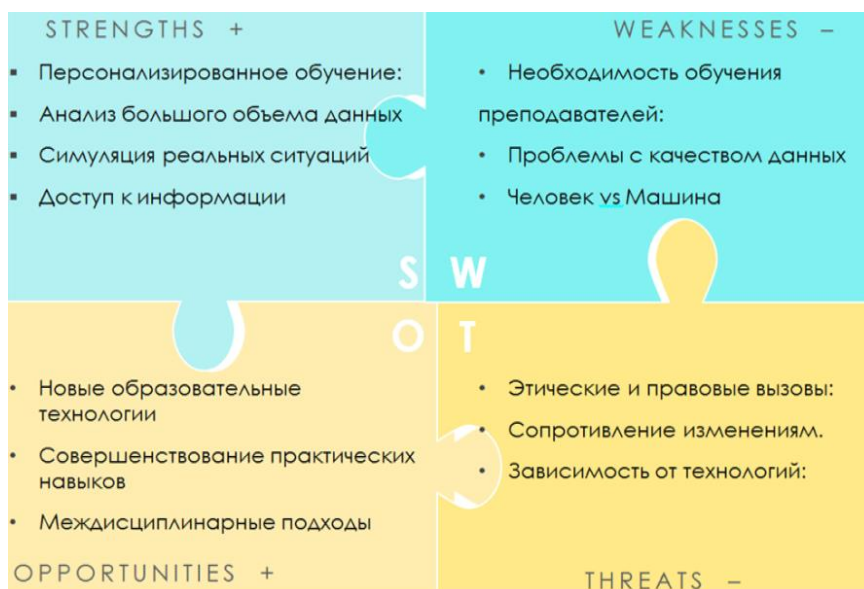 STRENGTHS +
▪ Персонализированное обучение:
▪ Анализ большого объема данных
▪ Симуляция реальных ситуаций
▪ Доступ к информации
S
WEAKNESSES –
• Необходимость обучения
преподавателей:
• Проблемы с качеством данных
• Человек vs Машина
W
O
• Новые образовательные
технологии
• Совершенствование практических
навыков
• Междисциплинарные подходы
OPPORTUNITIES +
T
• Этические и правовые вызовы:
• Сопротивление изменениям.
• Зависимость от технологий:
THREATS –